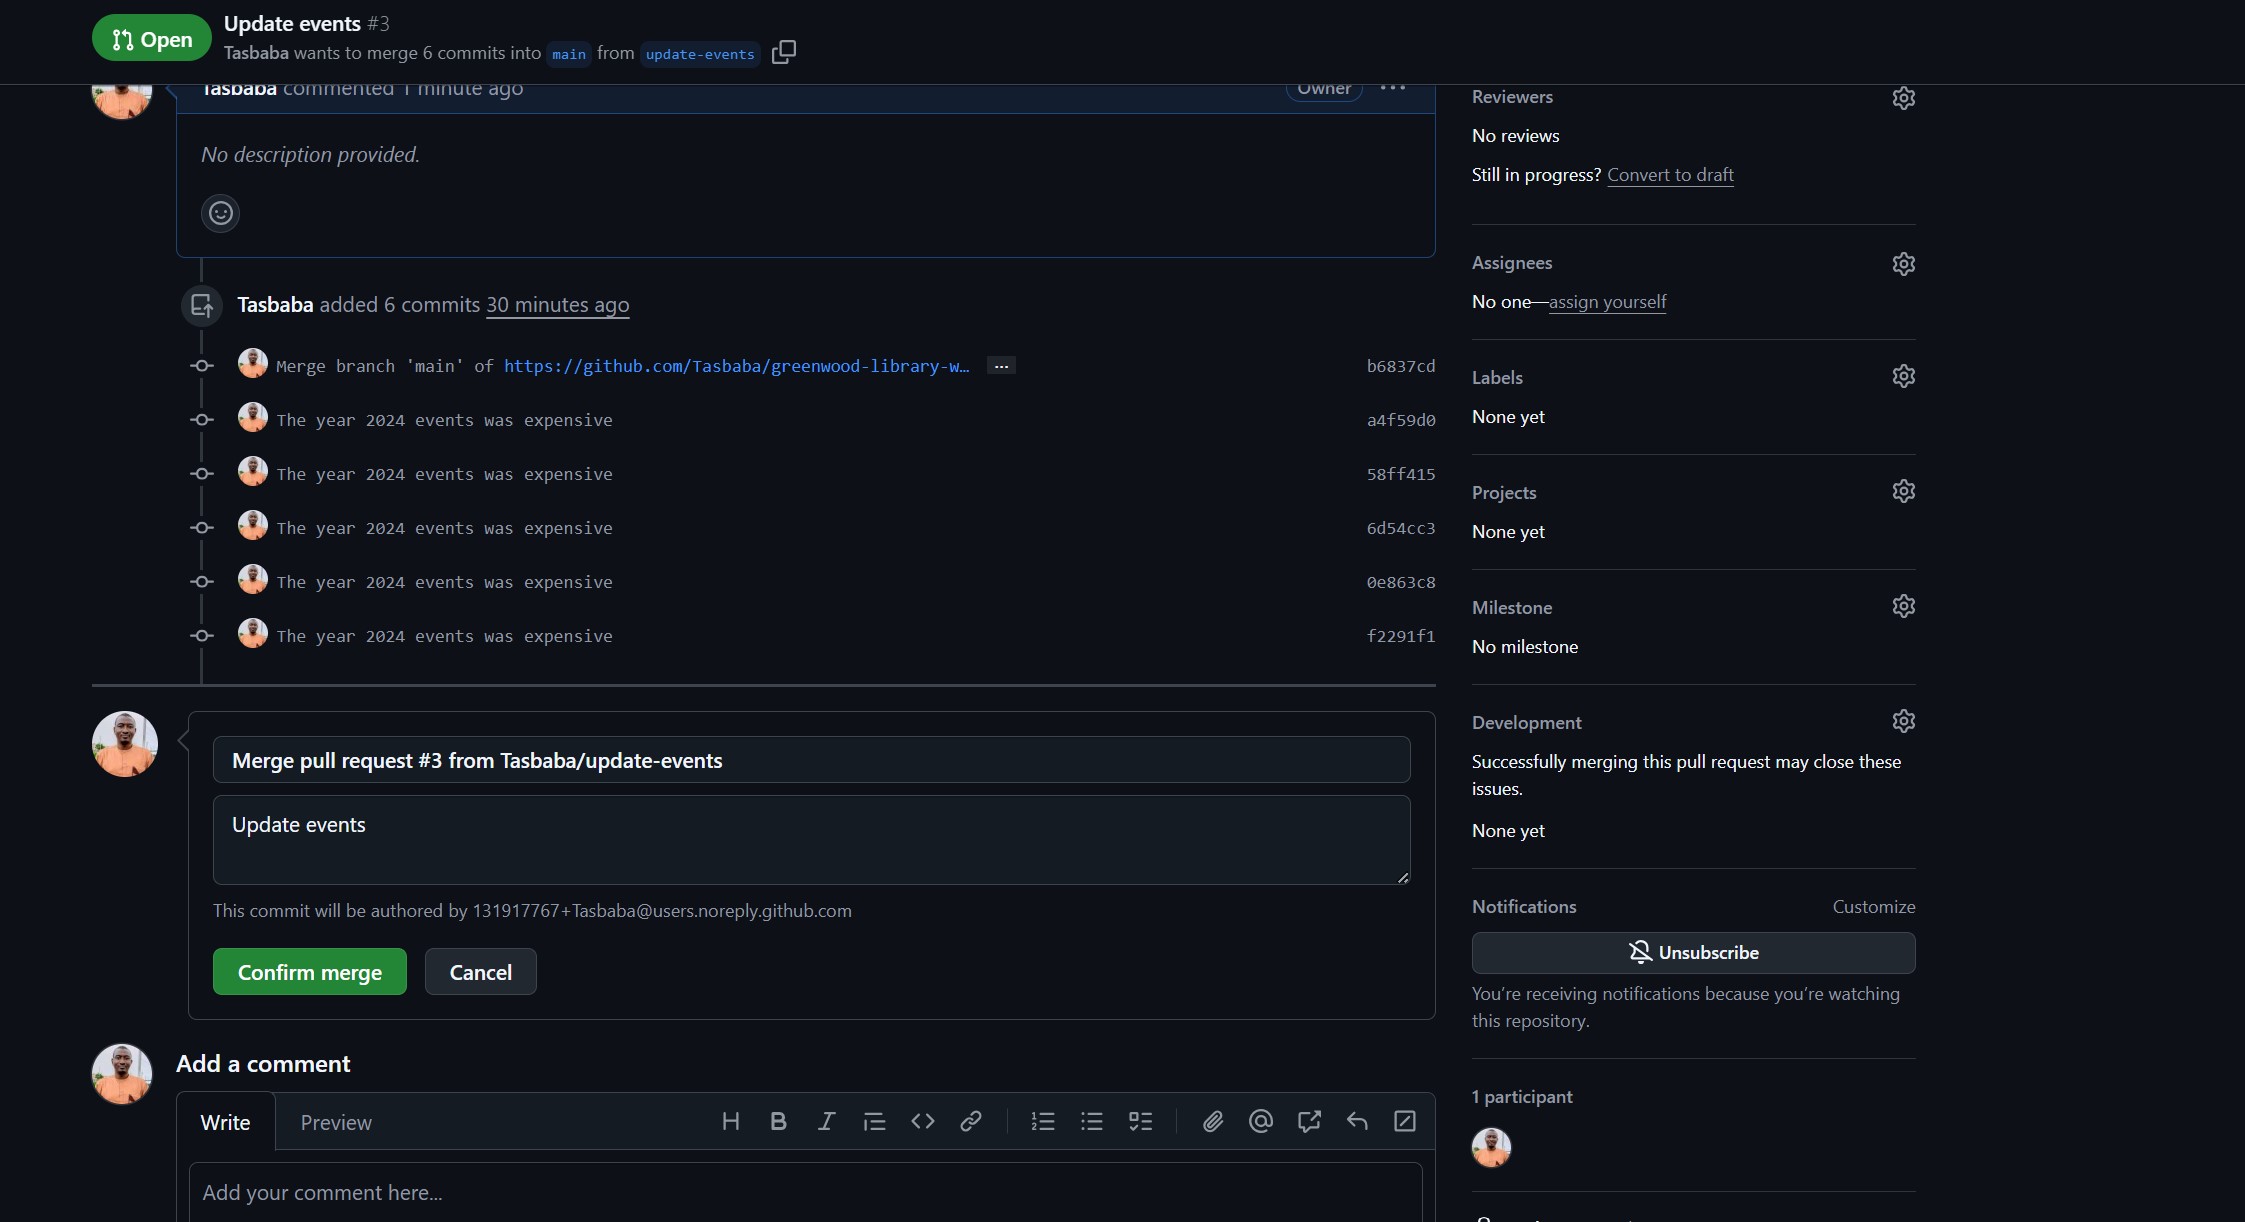 Open
Update events #3
Tasbaba wants to merge 6 commits into main from update-events
Tasbaba commented 1 minute ago
Owner
No description provided.
Tasbaba added 6 commits 30 minutes ago
Merge branch 'main' of https://github.com/Tasbaba/greenwood-library-w… … b6837cd
The year 2024 events was expensive a4f59d0
The year 2024 events was expensive 58ff415
The year 2024 events was expensive 6d54cc3
The year 2024 events was expensive 0e863c8
The year 2024 events was expensive f2291f1
Merge pull request #3 from Tasbaba/update-events
Update events
This commit will be authored by 131917767+Tasbaba@users.noreply.github.com
Confirm merge
Cancel
Add a comment
Write
Preview
Add your comment here...
Reviewers
No reviews
Still in progress? Convert to draft
Assignees
No one—assign yourself
Labels
None yet
Projects
None yet
Milestone
No milestone
Development
Successfully merging this pull request may close these
issues.
None yet
Notifications
Customize
Unsubscribe
You're receiving notifications because you're watching
this repository.
1 participant